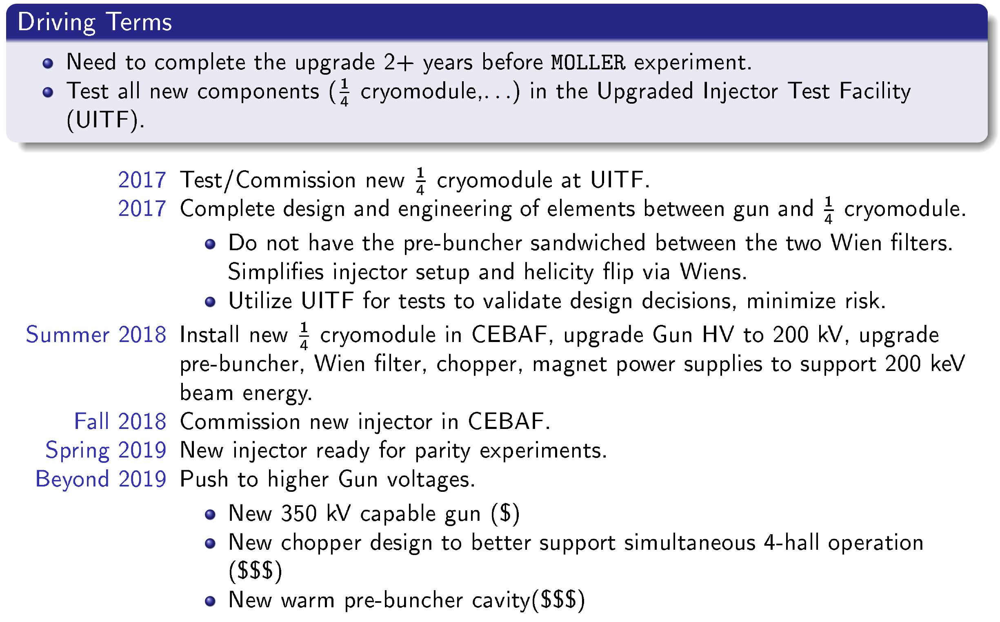 Driving Terms
Need to complete the upgrade 2+ years before MOLLER experiment.
Test all new components (1/4 cryomodule,...) in the Upgraded Injector Test Facility
(UITF).
2017 Test/Commission new 1/4 cryomodule at UITF.
2017 Complete design and engineering of elements between gun and 1/4 cryomodule.
Do not have the pre-buncher sandwiched between the two Wien filters.
Simplifies injector setup and helicity flip via Wiens.
Utilize UITF for tests to validate design decisions, minimize risk.
Summer 2018 Install new 1/4 cryomodule in CEBAF, upgrade Gun HV to 200 kV, upgrade
pre-buncher, Wien filter, chopper, magnet power supplies to support 200 keV
beam energy.
Fall 2018 Commission new injector in CEBAF.
Spring 2019 New injector ready for parity experiments.
Beyond 2019 Push to higher Gun voltages.
New 350 kV capable gun ($)
New chopper design to better support simultaneous 4-hall operation
($$$)
New warm pre-buncher cavity($$$)